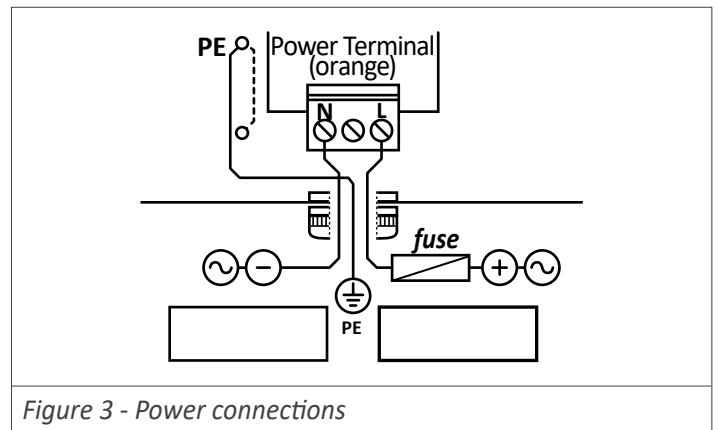 PE
Power Terminal
(orange)
N
L
fuse
PE
Figure 3 - Power connections